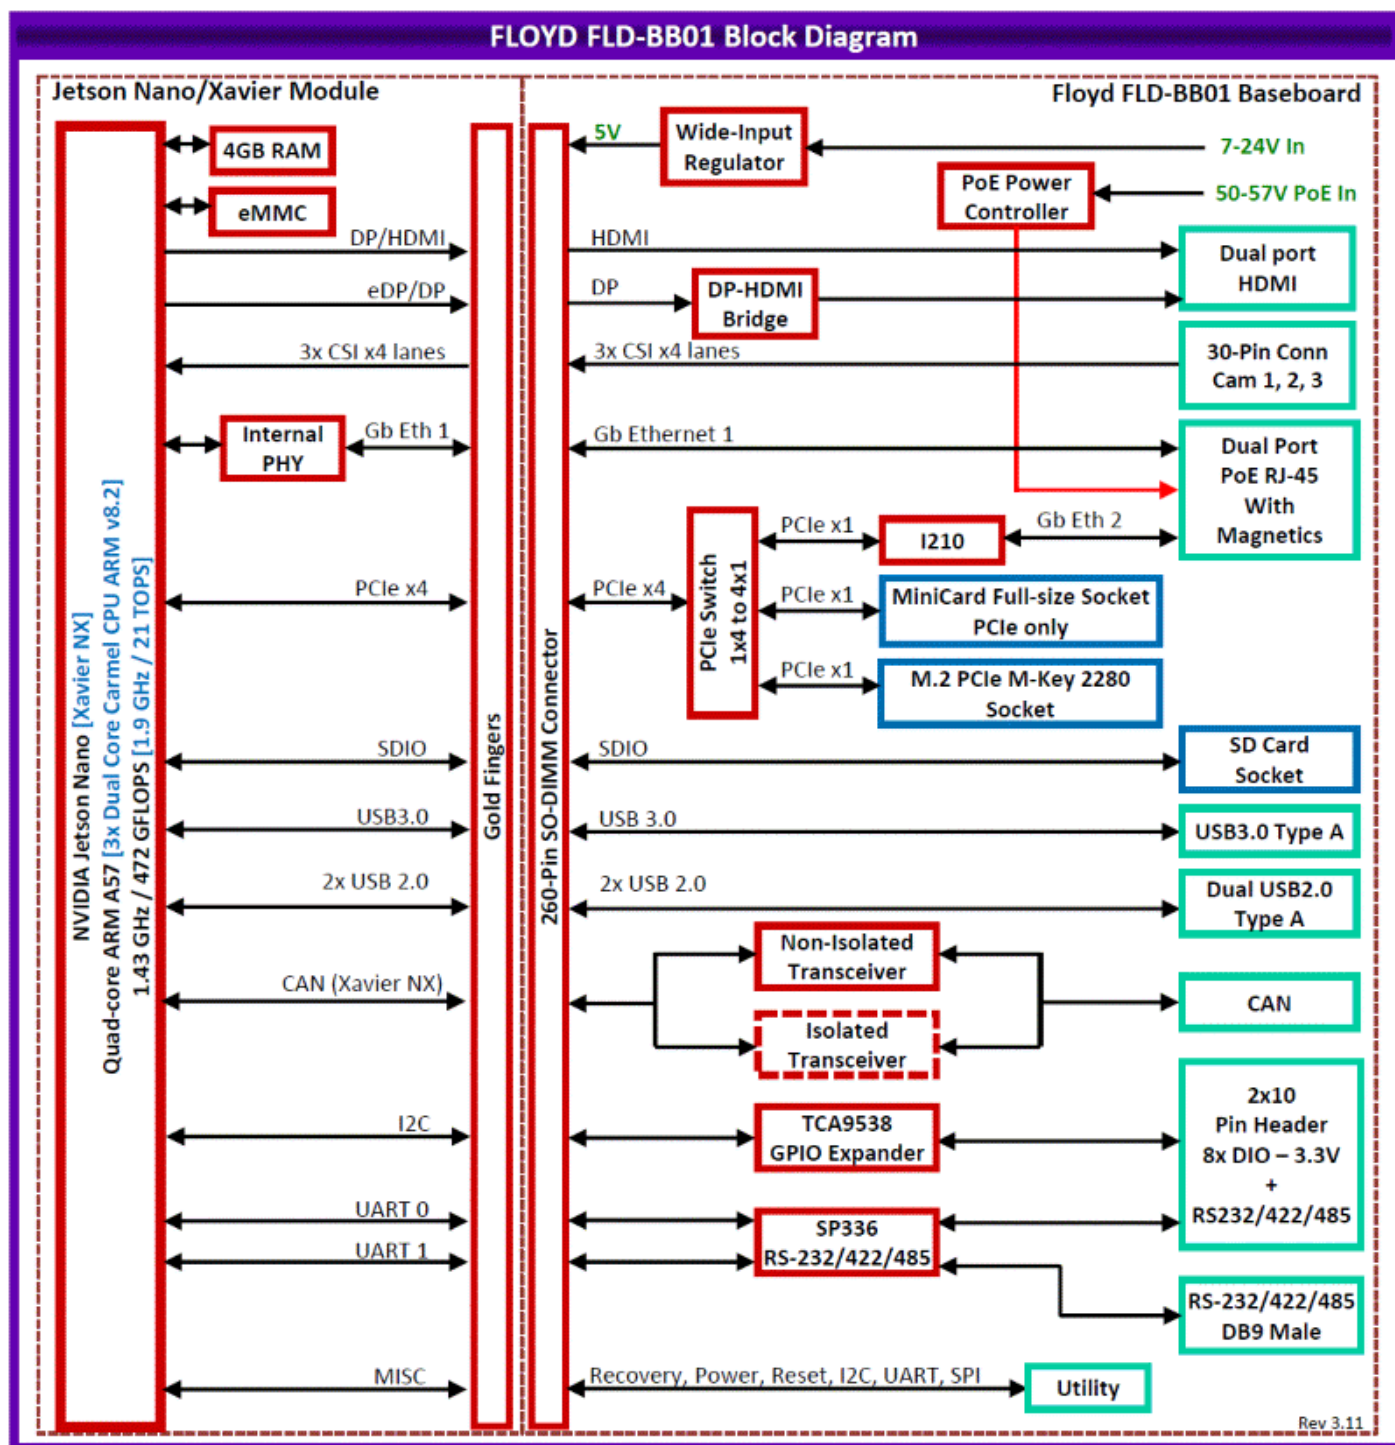 FLOYD FLD-BB01 Block Diagram
Jetson Nano/Xavier Module
Floyd FLD-BB01 Baseboard
NVIDIA Jetson Nano [Xavier NX]
Quad-core ARM A57 [3x Dual Core Carmel CPU ARM v8.2]
1.43 GHz / 472 GFLOPS [1.9 GHz / 21 TOPS]
4GB RAM
eMMC
DP/HDMI
eDP/DP
3x CSI x4 lanes
Internal
PHY
Gb Eth 1
PCIe x4
SDIO
USB3.0
2x USB 2.0
CAN (Xavier NX)
I2C
UART 0
UART 1
MISC
Gold Fingers
260-Pin SO-DIMM Connector
5V
Wide-Input
Regulator
7-24V In
PoE Power
Controller
50-57V PoE In
HDMI
Dual port
HDMI
DP
DP-HDMI
Bridge
3x CSI x4 lanes
30-Pin Conn
Cam 1, 2, 3
Gb Ethernet 1
Dual Port
PoE RJ-45
With
Magnetics
PCIe x4
PCIe Switch
1x4 to 4x1
PCIe x1
I210
Gb Eth 2
PCIe x1
MiniCard Full-size Socket
PCIe only
PCIe x1
M.2 PCIe M-Key 2280
Socket
SDIO
SD Card
Socket
USB 3.0
USB3.0 Type A
2x USB 2.0
Dual USB2.0
Type A
Non-Isolated
Transceiver
Isolated
Transceiver
CAN
TCA9538
GPIO Expander
2x10
Pin Header
8x DIO – 3.3V
+
RS232/422/485
SP336
RS-232/422/485
RS-232/422/485
DB9 Male
Recovery, Power, Reset, I2C, UART, SPI
Utility
Rev 3.11